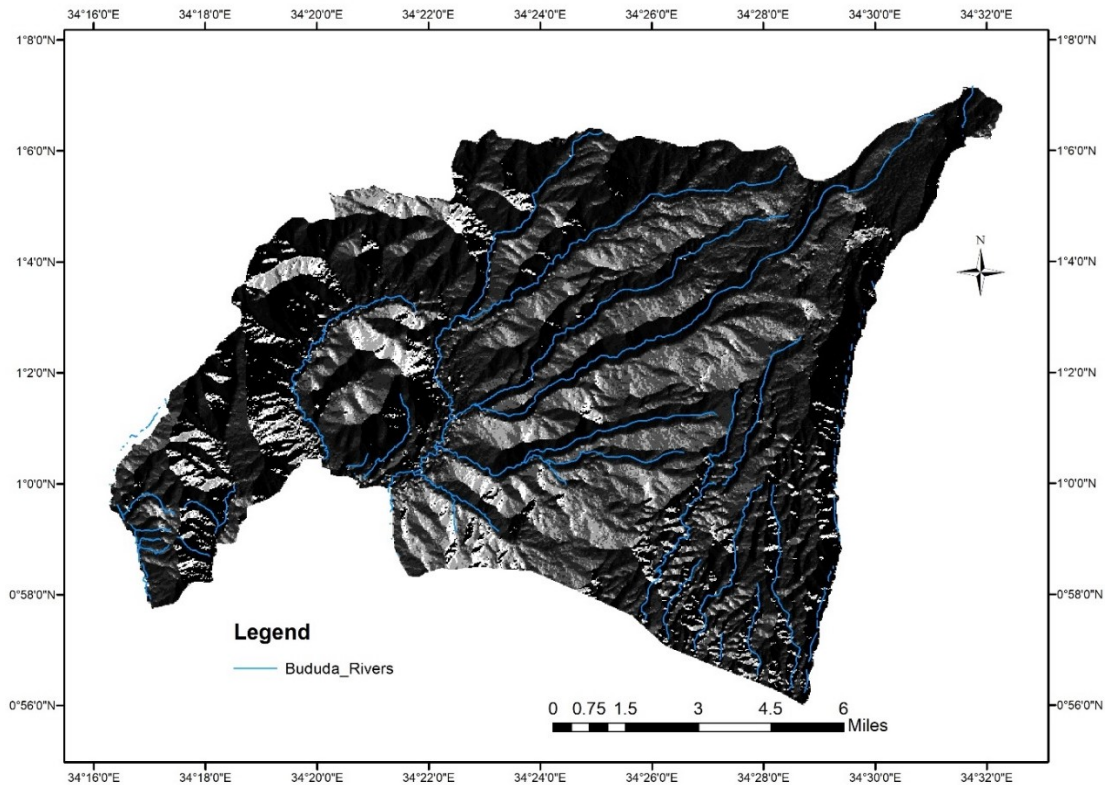 34°16'0"E 34°18'0"E 34°20'0"E 34°22'0"E 34°24'0"E 34°26'0"E 34°28'0"E 34°30'0"E 34°32'0"E
1°8'0"N 1°8'0"N
1°6'0"N 1°6'0"N
N
1°4'0"N 1°4'0"N
1°2'0"N 1°2'0"N
1°0'0"N 1°0'0"N
0°58'0"N 0°58'0"N
Legend
Bududa_Rivers
0°56'0"N 0°56'0"N
0 0.75 1.5 3 4.5 6
Miles
34°16'0"E 34°18'0"E 34°20'0"E 34°22'0"E 34°24'0"E 34°26'0"E 34°28'0"E 34°30'0"E 34°32'0"E